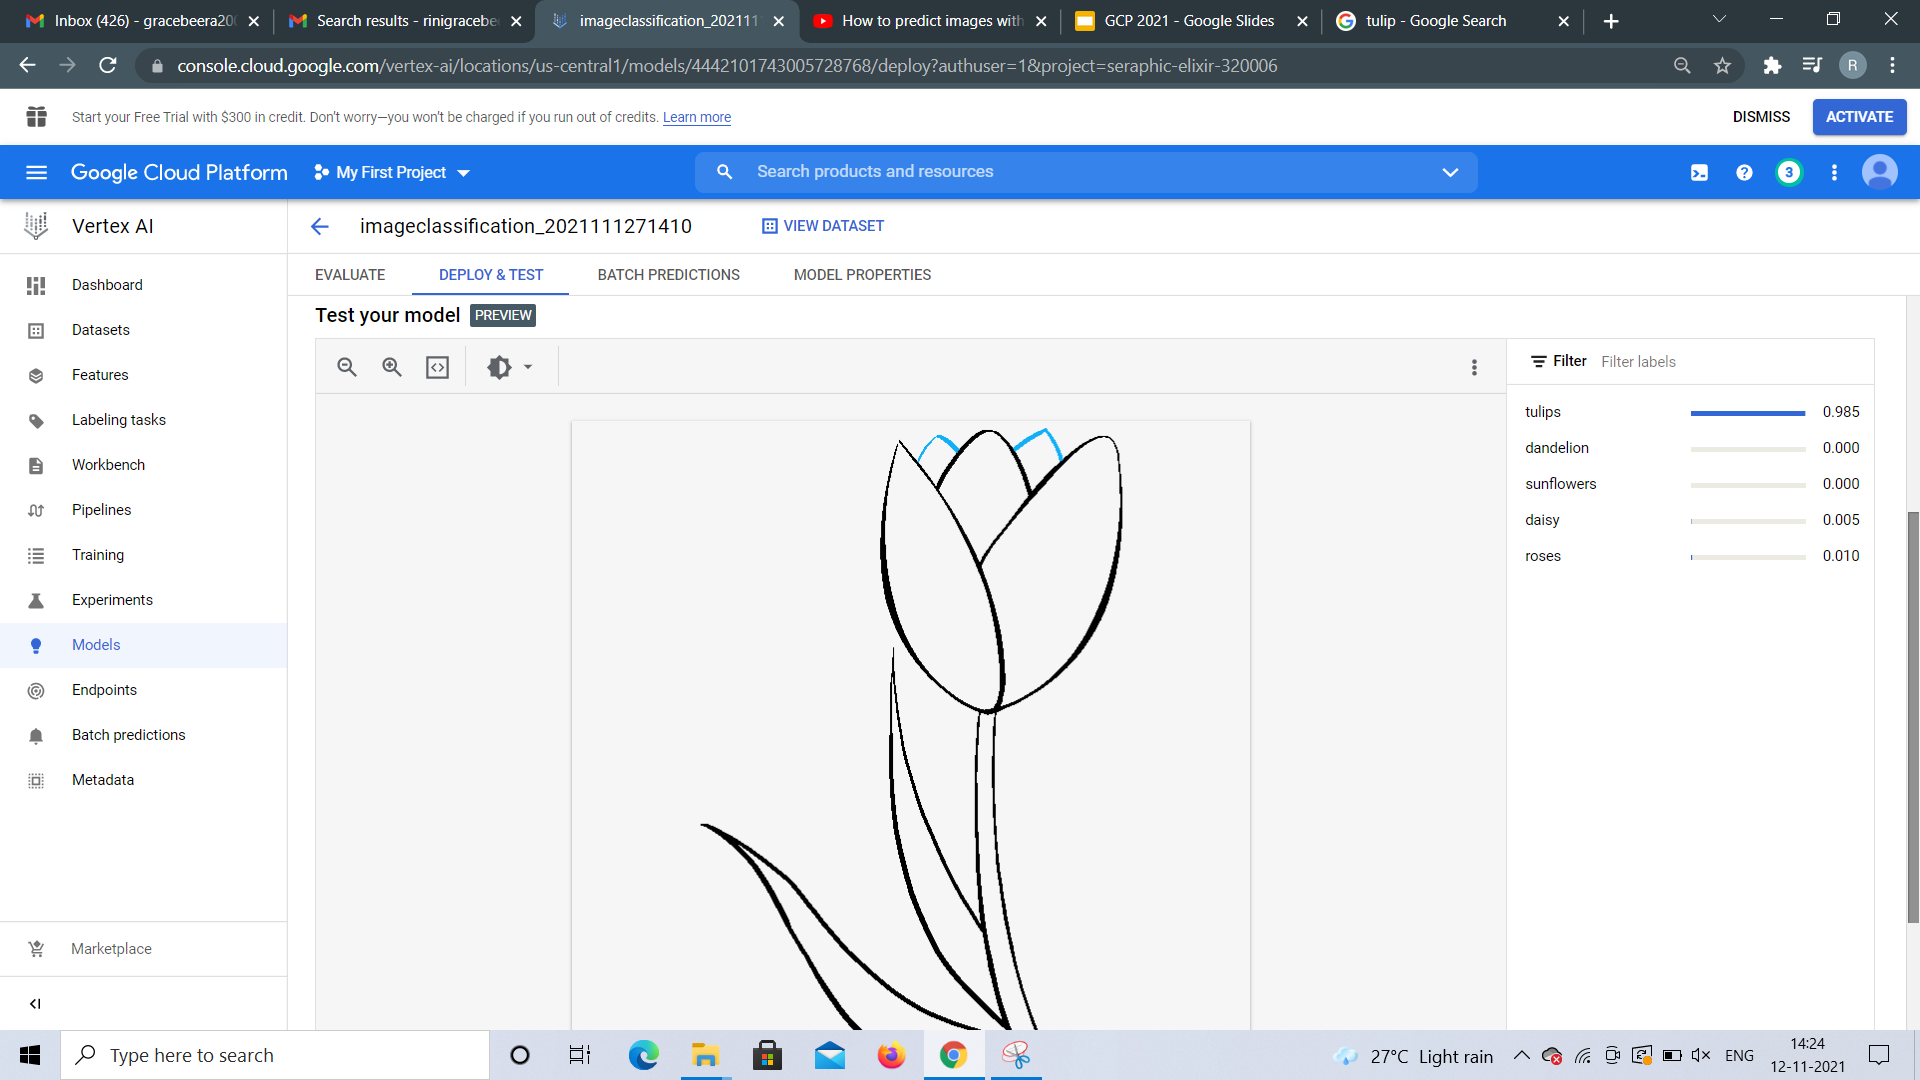 Inbox (426) - gracebeera20
Search results - rinigracebe
imageclassification_202111
How to predict images with
GCP 2021 - Google Slides
tulip - Google Search
console.cloud.google.com/vertex-ai/locations/us-central1/models/4442101743005728768/deploy?authuser=1&project=seraphic-elixir-320006
R
Start your Free Trial with $300 in credit. Don't worry—you won't be charged if you run out of credits. Learn more
DISMISS
ACTIVATE
Google Cloud Platform
My First Project
Search products and resources
3
Vertex AI
imageclassification_2021111271410
VIEW DATASET
Dashboard
Datasets
Features
Labeling tasks
Workbench
Pipelines
Training
Experiments
Models
Endpoints
Batch predictions
Metadata
Marketplace
EVALUATE
DEPLOY & TEST
BATCH PREDICTIONS
MODEL PROPERTIES
Test your model PREVIEW
Filter Filter labels
tulips 0.985
dandelion 0.000
sunflowers 0.000
daisy 0.005
roses 0.010
Type here to search
27°C Light rain
ENG
14:24
12-11-2021